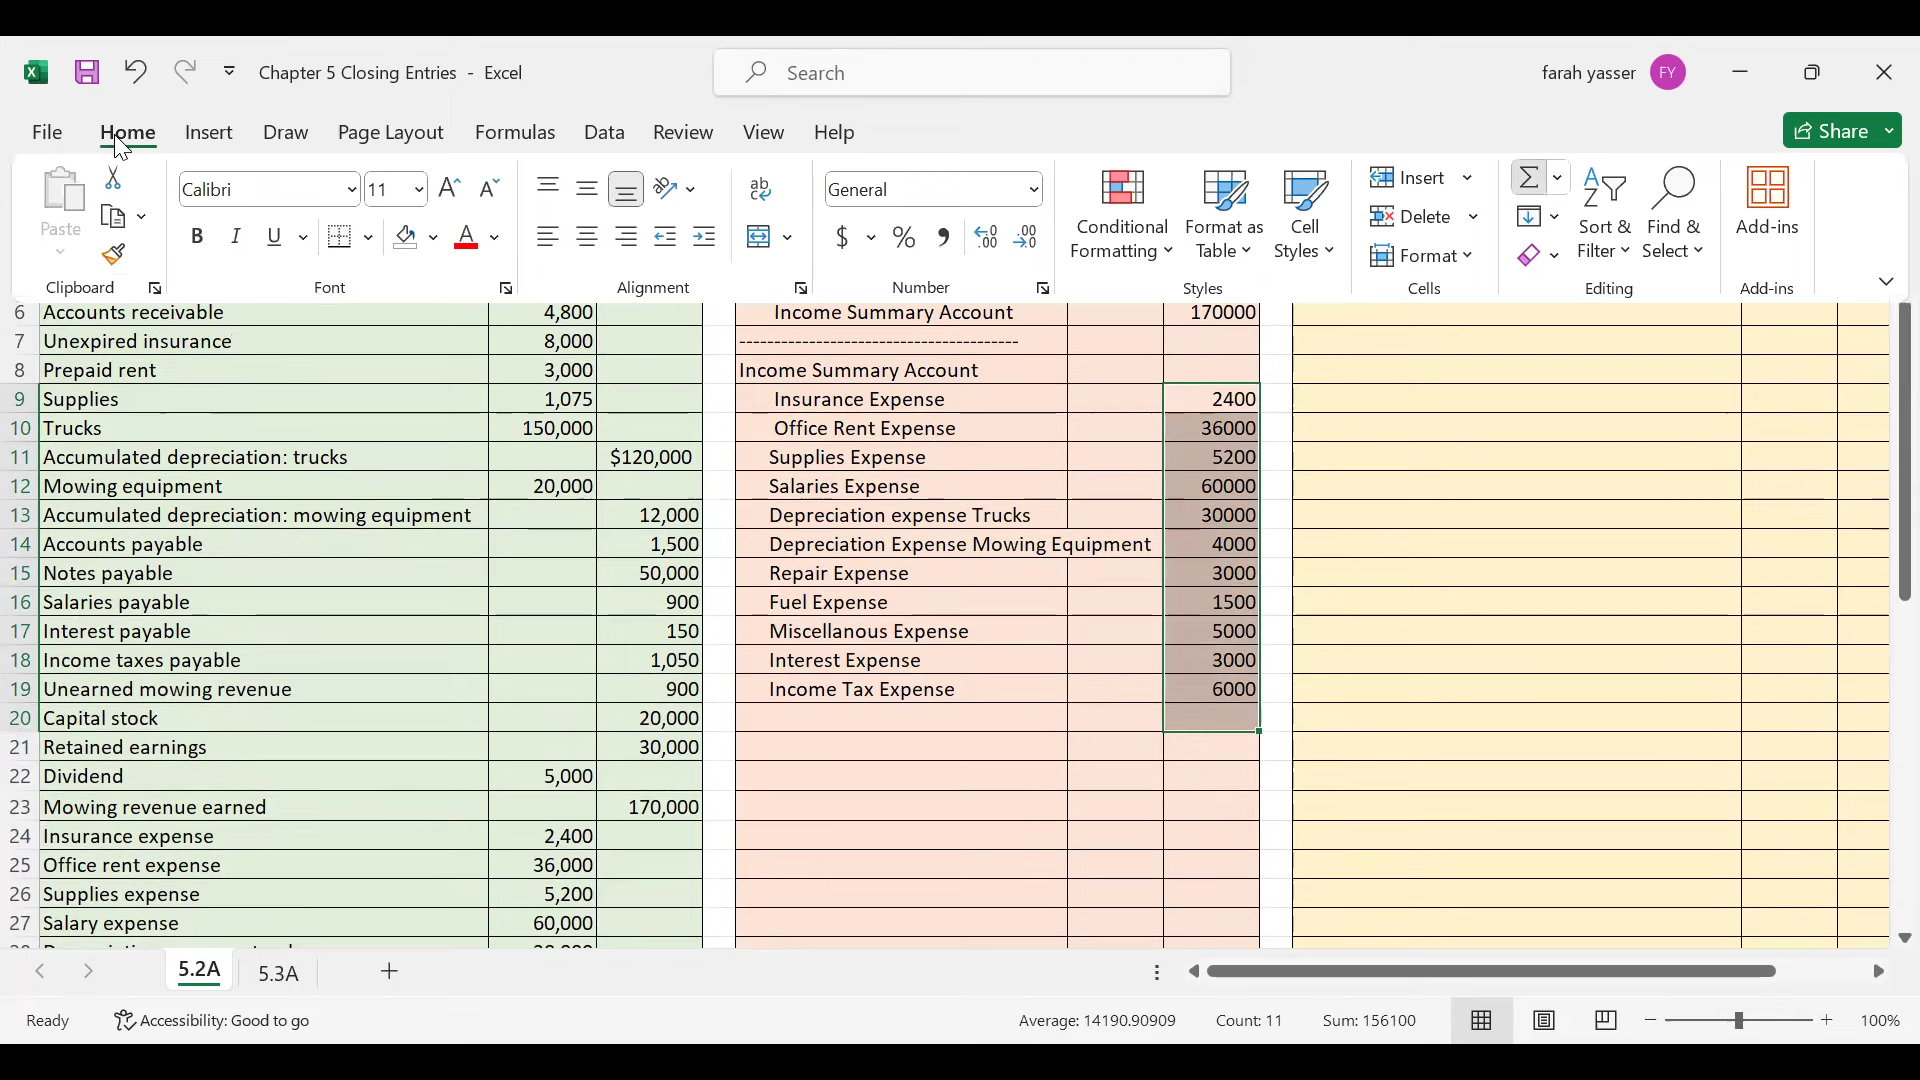 Chapter 5 Closing Entries - Excel
Search
farah yasser FY
File Home Insert Draw Page Layout Formulas Data Review View Help
Share
Paste
Calibri 11
General
Conditional Formatting
Format as Table
Cell Styles
Insert
Delete
Format
Sort & Filter
Find & Select
Add-ins
Clipboard Font Alignment Number Styles Cells Editing Add-ins
6 Accounts receivable 4,800 Income Summary Account 170000
7 Unexpired insurance 8,000 ----------------------------------------
8 Prepaid rent 3,000 Income Summary Account
9 Supplies 1,075 Insurance Expense 2400
10 Trucks 150,000 Office Rent Expense 36000
11 Accumulated depreciation: trucks $120,000 Supplies Expense 5200
12 Mowing equipment 20,000 Salaries Expense 60000
13 Accumulated depreciation: mowing equipment 12,000 Depreciation expense Trucks 30000
14 Accounts payable 1,500 Depreciation Expense Mowing Equipment 4000
15 Notes payable 50,000 Repair Expense 3000
16 Salaries payable 900 Fuel Expense 1500
17 Interest payable 150 Miscellanous Expense 5000
18 Income taxes payable 1,050 Interest Expense 3000
19 Unearned mowing revenue 900 Income Tax Expense 6000
20 Capital stock 20,000
21 Retained earnings 30,000
22 Dividend 5,000
23 Mowing revenue earned 170,000
24 Insurance expense 2,400
25 Office rent expense 36,000
26 Supplies expense 5,200
27 Salary expense 60,000
5.2A 5.3A
Ready Accessibility: Good to go Average: 14190.90909 Count: 11 Sum: 156100 100%